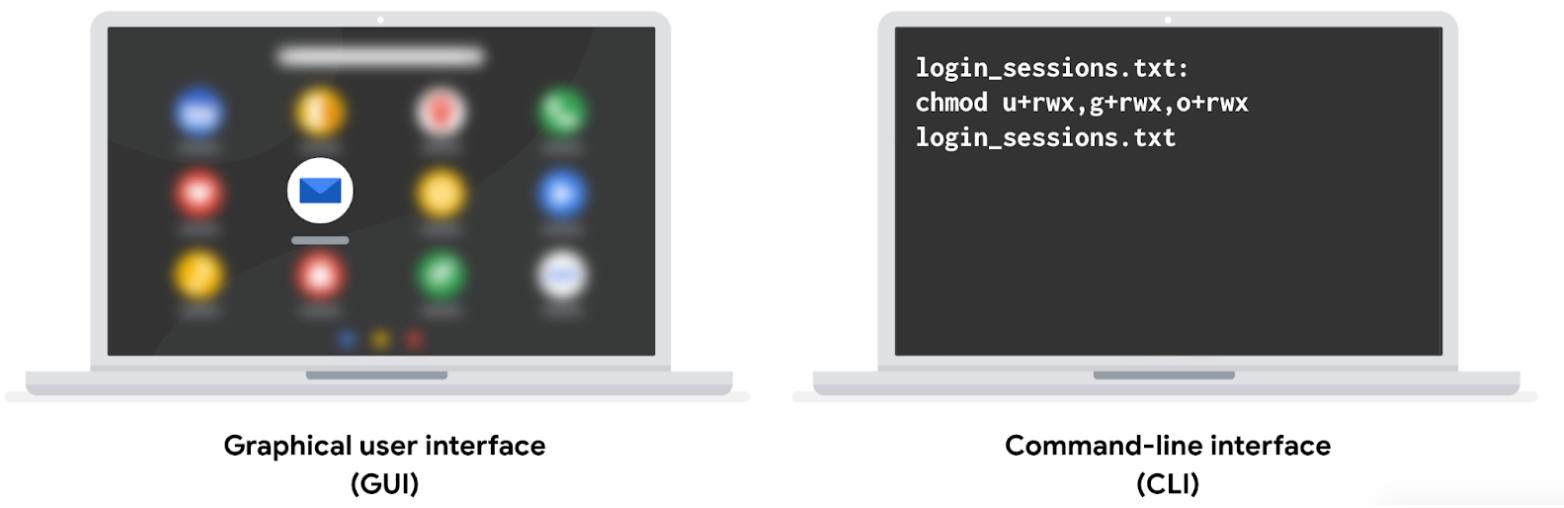 login_sessions.txt:
chmod u+rwx,g+rwx,o+rwx
login_sessions.txt
Graphical user interface
(GUI)
Command-line interface
(CLI)